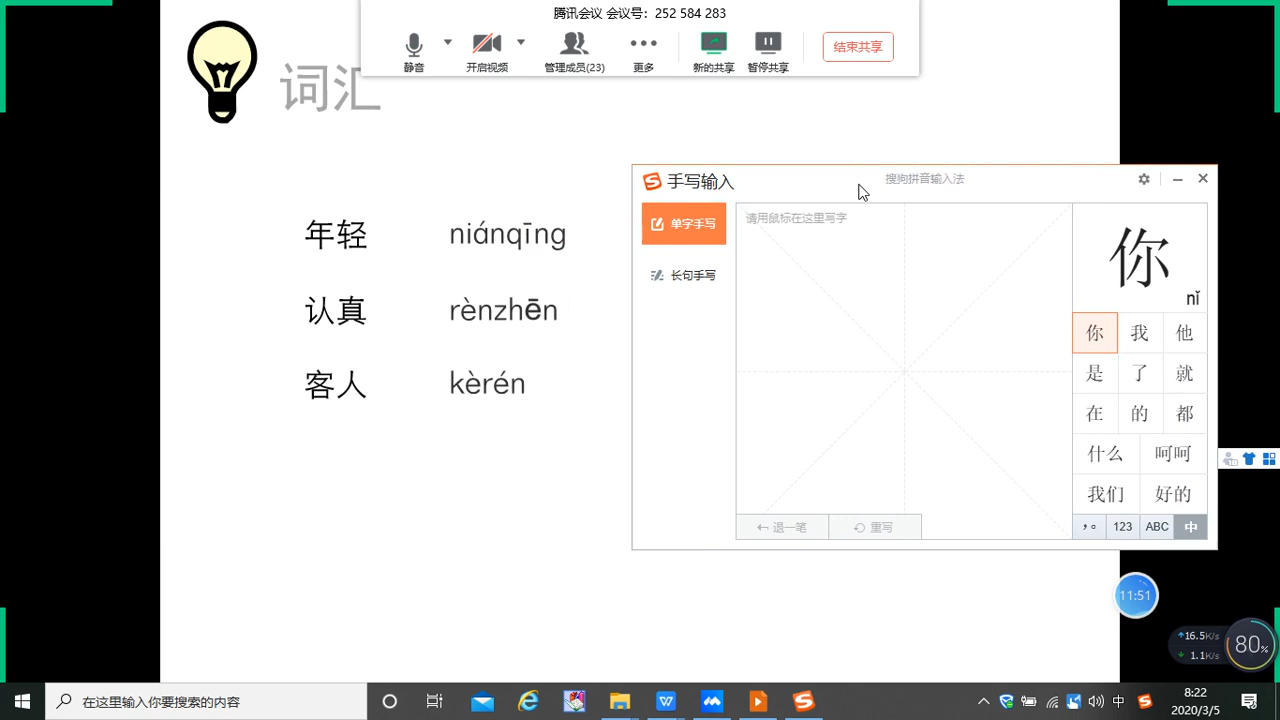 腾讯会议 会议号：252 584 283
静音
开启视频
管理成员(23)
更多
新的共享
暂停共享
结束共享
词汇
年轻 niánqīng
认真 rènzhēn
客人 kèrén
手写输入
搜狗拼音输入法
单字手写
长句手写
请用鼠标在这里写字
退一笔
重写
你
nǐ
你 我 他
是 了 就
在 的 都
什么 呵呵
我们 好的
，。 123 ABC 中
11:51
16.5K/s
1.1K/s
80%
在这里输入你要搜索的内容
中
8:22
2020/3/5